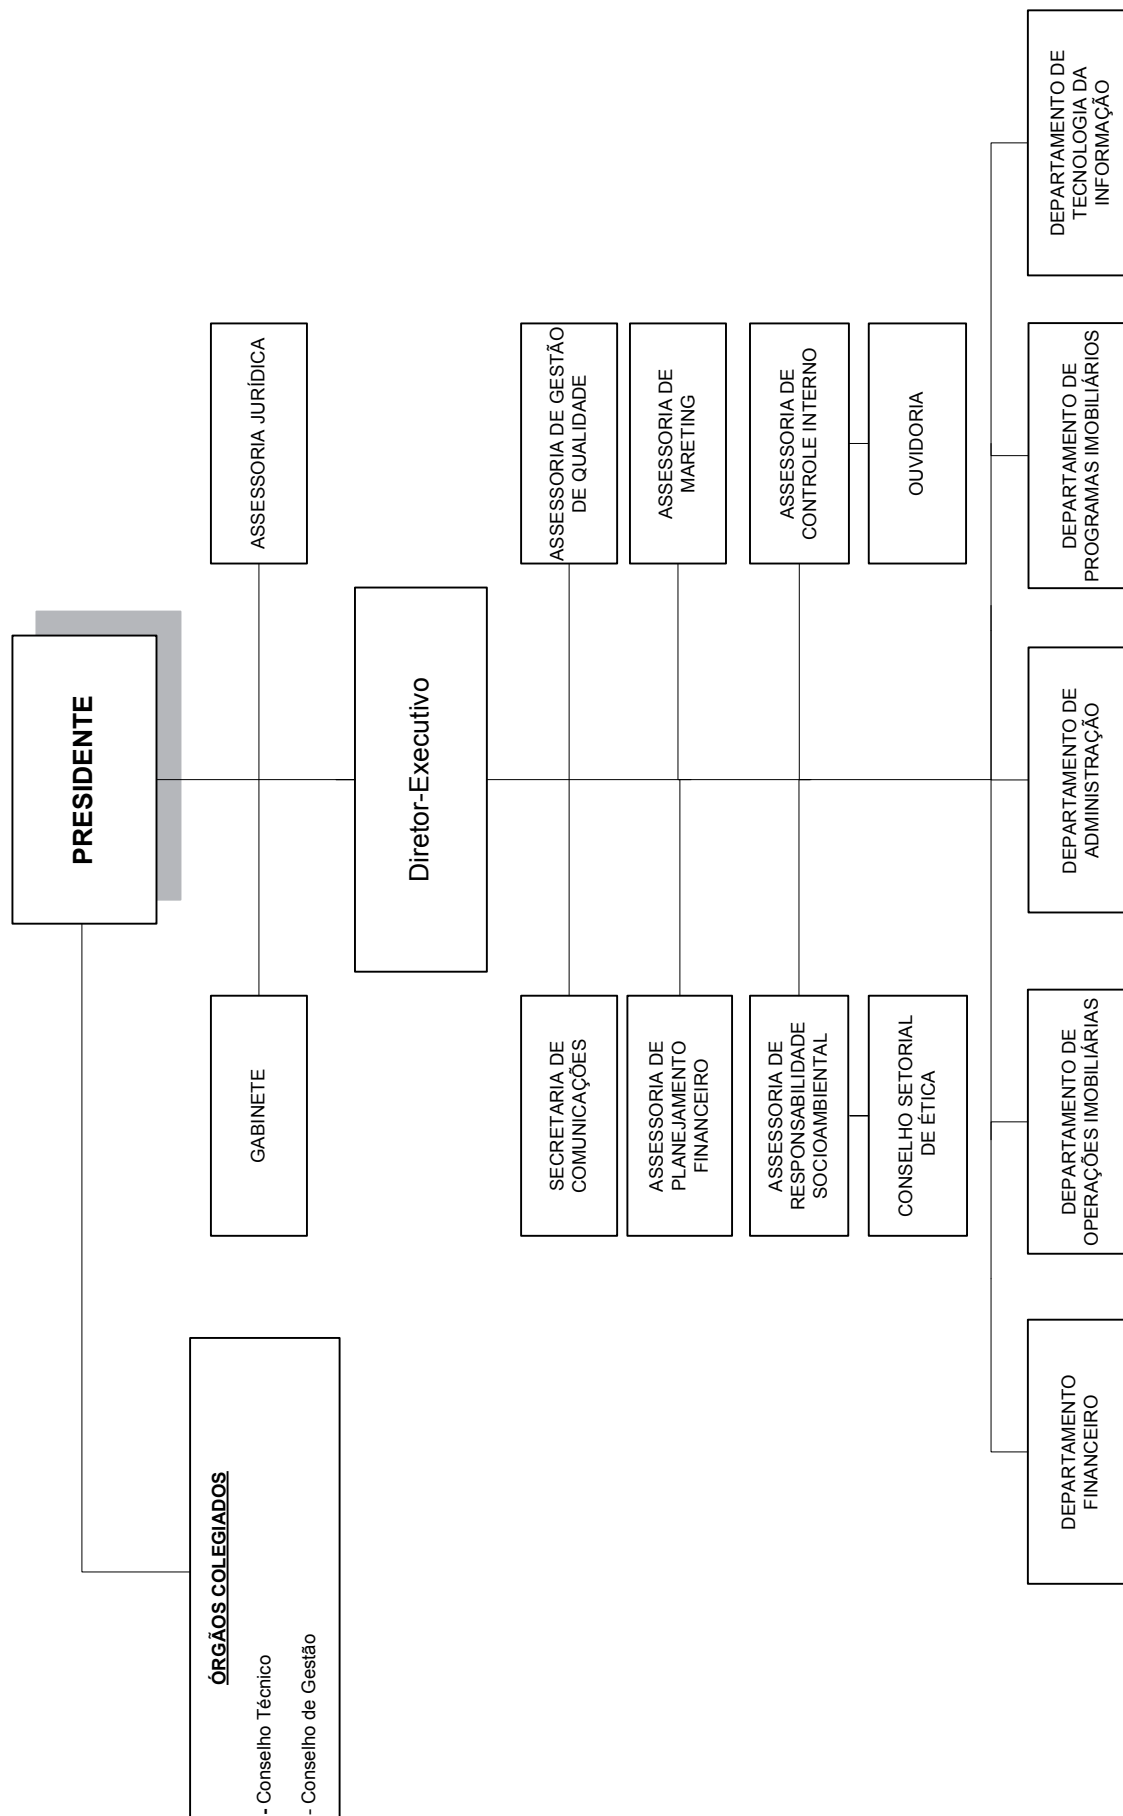 PRESIDENTE
ÓRGÃOS COLEGIADOS
- Conselho Técnico
- Conselho de Gestão
GABINETE
ASSESSORIA JURÍDICA
Diretor-Executivo
SECRETARIA DE
COMUNICAÇÕES
ASSESSORIA DE GESTÃO
DE QUALIDADE
ASSESSORIA DE
PLANEJAMENTO
FINANCEIRO
ASSESSORIA DE
MARETING
ASSESSORIA DE
RESPONSABILIDADE
SOCIOAMBIENTAL
ASSESSORIA DE
CONTROLE INTERNO
CONSELHO SETORIAL
DE ÉTICA
OUVIDORIA
DEPARTAMENTO
FINANCEIRO
DEPARTAMENTO DE
OPERAÇÕES IMOBILIÁRIAS
DEPARTAMENTO DE
ADMINISTRAÇÃO
DEPARTAMENTO DE
PROGRAMAS IMOBILIÁRIOS
DEPARTAMENTO DE
TECNOLOGIA DA
INFORMAÇÃO